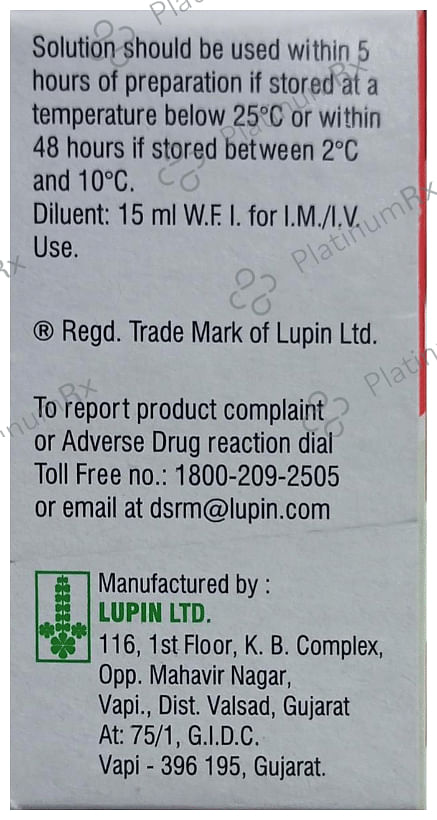 Solution should be used within 5
hours of preparation if stored at a
temperature below 25°C or within
48 hours if stored between 2°C
and 10°C.
Diluent: 15 ml W.F. I. for I.M./I.V.
Use.
® Regd. Trade Mark of Lupin Ltd.
To report product complaint
or Adverse Drug reaction dial
Toll Free no.: 1800-209-2505
or email at dsrm@lupin.com
Manufactured by :
LUPIN LTD.
116, 1st Floor, K. B. Complex,
Opp. Mahavir Nagar,
Vapi., Dist. Valsad, Gujarat
At: 75/1, G.I.D.C.
Vapi - 396 195, Gujarat.
PlatinumRx
PlatinumRx
PlatinumRx